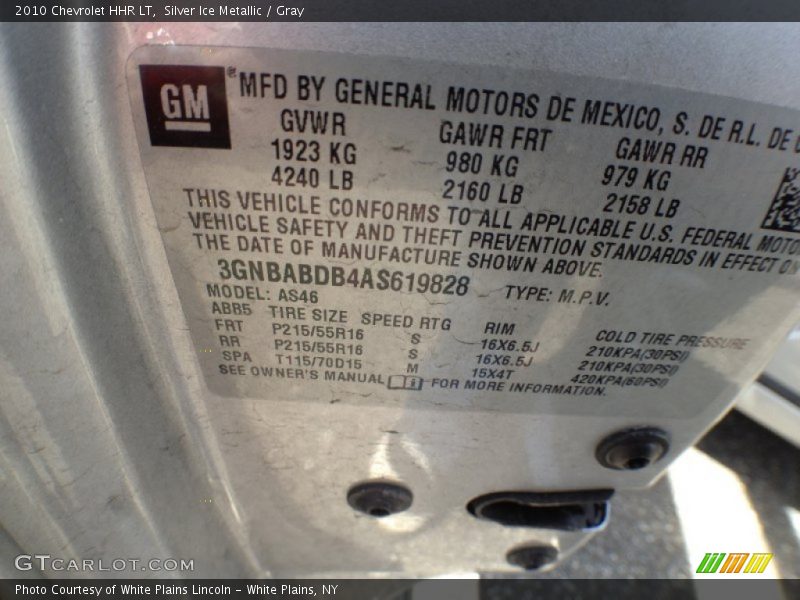 2010 Chevrolet HHR LT,  Silver Ice Metallic / Gray
GM
® MFD BY GENERAL MOTORS DE MEXICO, S. DE R.L. DE
GVWR GAWR FRT GAWR RR
1923 KG 980 KG 979 KG
4240 LB 2160 LB 2158 LB
THIS VEHICLE CONFORMS TO ALL APPLICABLE U.S. FEDERAL MOTO
VEHICLE SAFETY AND THEFT PREVENTION STANDARDS IN EFFECT ON
THE DATE OF MANUFACTURE SHOWN ABOVE.
3GNBABDB4AS619828 TYPE: M.P.V.
MODEL: AS46
ABB5 TIRE SIZE SPEED RTG RIM COLD TIRE PRESSURE
FRT P215/55R16 S 16X6.5J 210KPA(30PSI)
RR P215/55R16 S 16X6.5J 210KPA(30PSI)
SPA T115/70D15 M 15X4T 420KPA(60PSI)
SEE OWNER'S MANUAL FOR MORE INFORMATION.
GTCARLOT.COM
Photo Courtesy of White Plains Lincoln - White Plains, NY